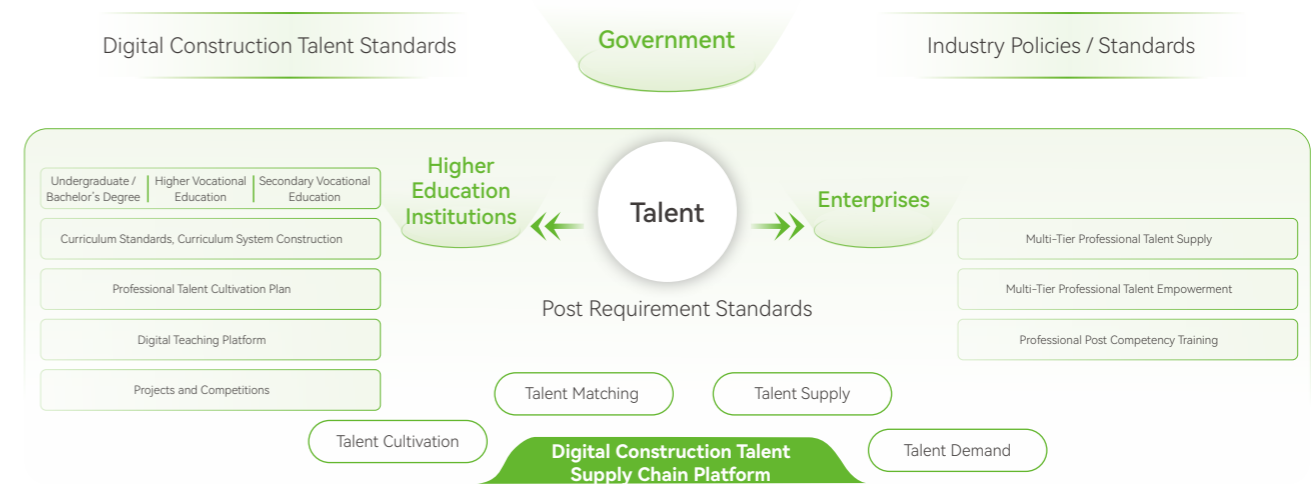 Digital Construction Talent Standards
Government
Industry Policies / Standards
Higher
Education
Institutions
Talent
Enterprises
Undergraduate /
Bachelor's Degree
Higher Vocational
Education
Secondary Vocational
Education
Curriculum Standards, Curriculum System Construction
Professional Talent Cultivation Plan
Digital Teaching Platform
Projects and Competitions
Post Requirement Standards
Multi-Tier Professional Talent Supply
Multi-Tier Professional Talent Empowerment
Professional Post Competency Training
Talent Cultivation
Talent Matching
Talent Supply
Talent Demand
Digital Construction Talent
Supply Chain Platform